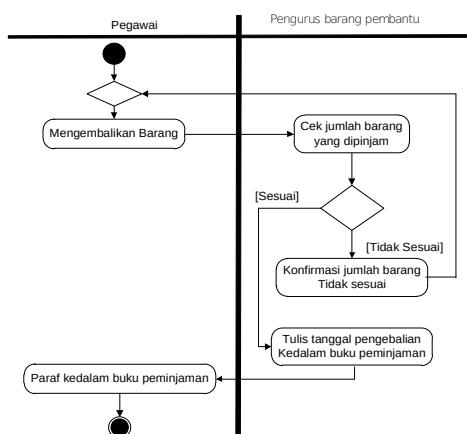 Pegawai
Pengurus barang pembantu
Mengembalikan Barang
Cek jumlah barang
yang dipinjam
[Sesuai]
[Tidak Sesuai]
Konfirmasi jumlah barang
Tidak sesuai
Tulis tanggal pengebalian
Kedalam buku peminjaman
Paraf kedalam buku peminjaman